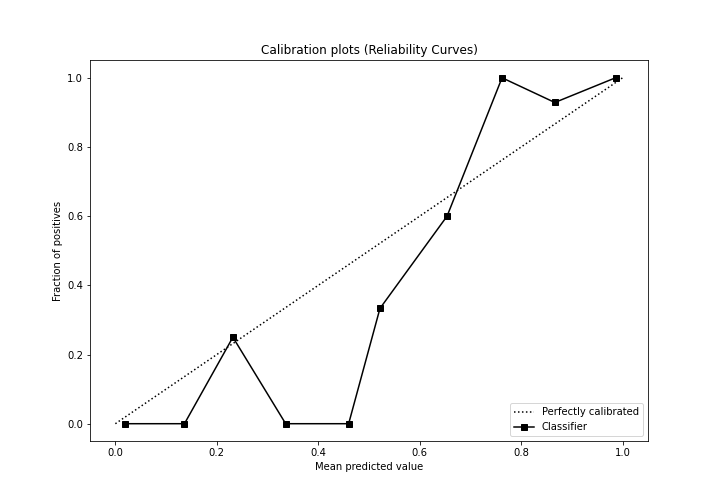 Calibration plots (Reliability Curves)
Fraction of positives
1.0
0.8
0.6
0.4
0.2
0.0
0.0 0.2 0.4 0.6 0.8 1.0
Mean predicted value
Perfectly calibrated
Classifier